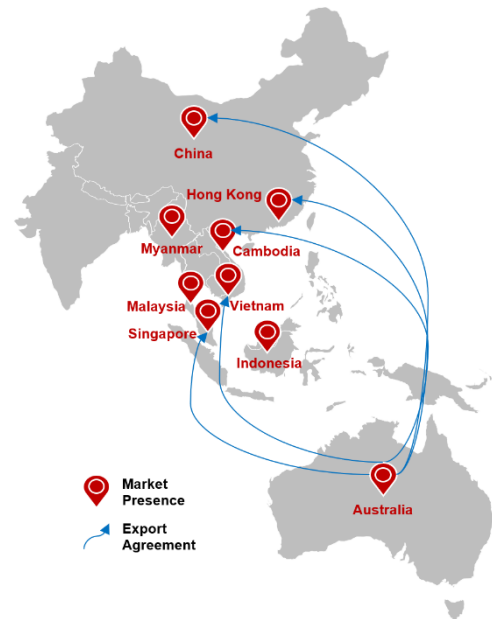 China
Hong Kong
Myanmar
Cambodia
Malaysia
Vietnam
Singapore
Indonesia
Market
Presence
Australia
Export
Agreement